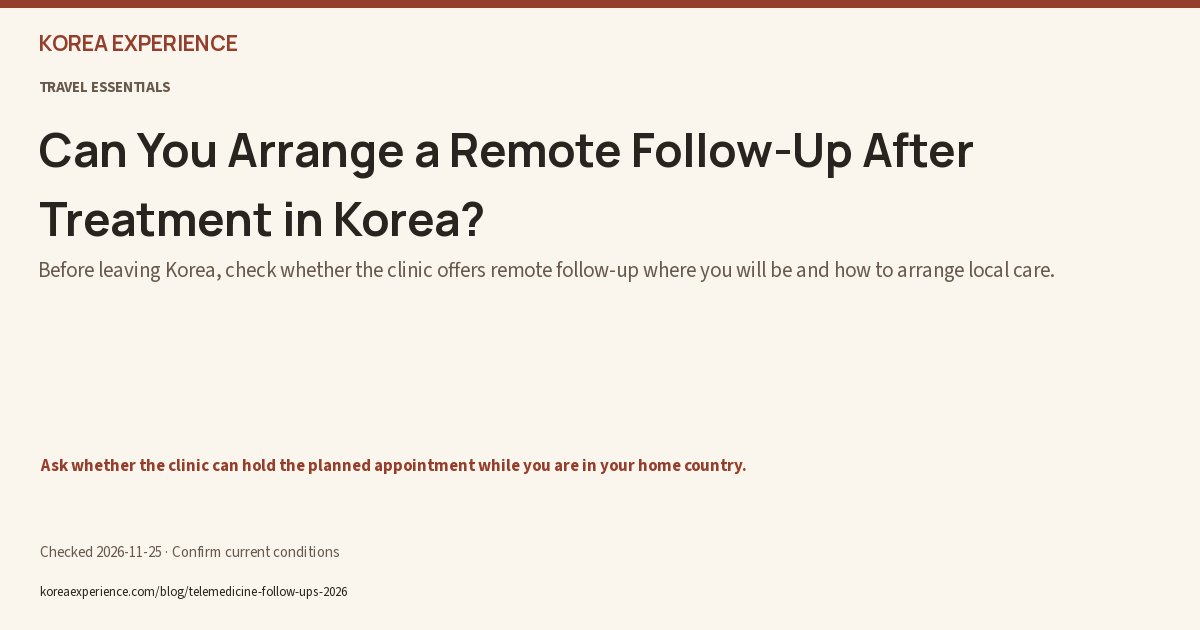 KOREA EXPERIENCE
TRAVEL ESSENTIALS
Can You Arrange a Remote Follow-Up After
Treatment in Korea?
Before leaving Korea, check whether the clinic offers remote follow-up where you will be and how to arrange local care.
Ask whether the clinic can hold the planned appointment while you are in your home country.
Checked 2026-11-25 · Confirm current conditions
koreaexperience.com/blog/telemedicine-follow-ups-2026